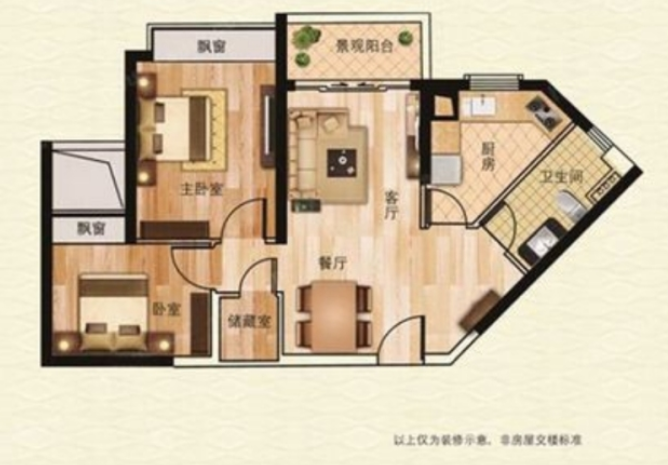 飘窗
景观阳台
主卧室
厨房
卫生间
客厅
飘窗
餐厅
卧室
储藏室
以上仅为装修示意，非房屋交楼标准